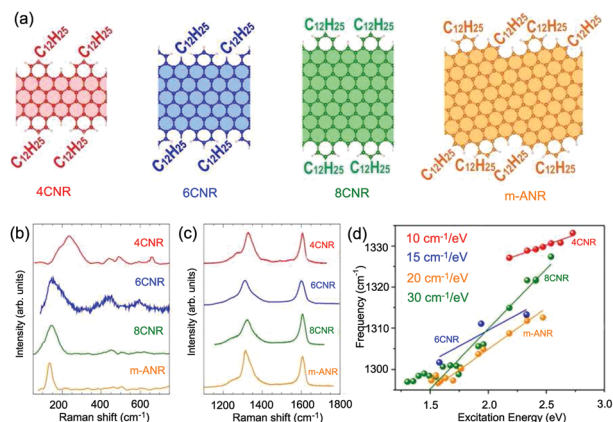 (a)
C12H25 C12H25
C12H25 C12H25
4CNR
C12H25 C12H25
C12H25 C12H25
6CNR
C12H25 C12H25
C12H25 C12H25
8CNR
C12H25 C12H25
C12H25 C12H25
m-ANR
(b)
4CNR
6CNR
8CNR
m-ANR
Intensity (arb. units)
200 400 600
Raman shift (cm-1)
(c)
4CNR
6CNR
8CNR
m-ANR
Intensity (arb. units)
1200 1400 1600 1800
Raman shift (cm-1)
(d)
10 cm-1/eV
15 cm-1/eV
20 cm-1/eV
30 cm-1/eV
4CNR
8CNR
6CNR
m-ANR
Frequency (cm-1)
1330
1320
1310
1300
1.5 2.0 2.5 3.0
Excitation Energy (eV)